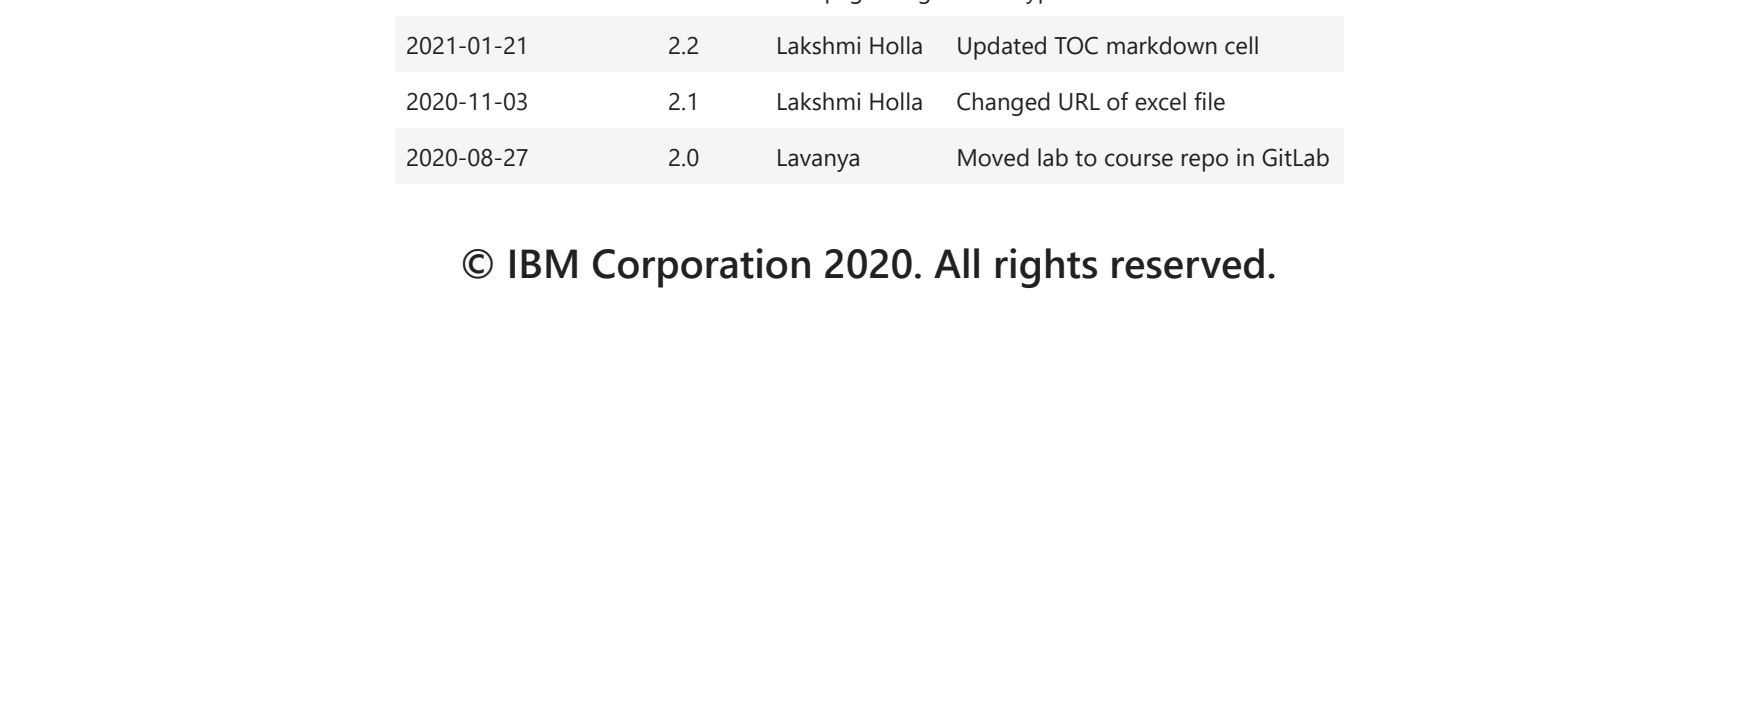 2021-01-21 2.2 Lakshmi Holla Updated TOC markdown cell
2020-11-03 2.1 Lakshmi Holla Changed URL of excel file
2020-08-27 2.0 Lavanya Moved lab to course repo in GitLab
© IBM Corporation 2020. All rights reserved.